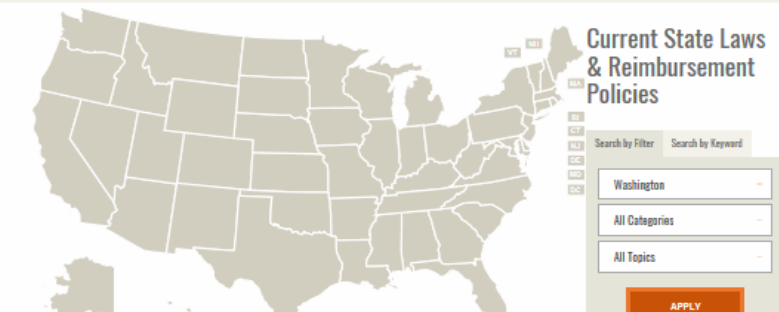 Current State Laws
& Reimbursement
Policies
VT
NH
MA
RI
CT
NJ
DE
MD
DC
Search by Filter
Search by Keyword
Washington
All Categories
All Topics
APPLY